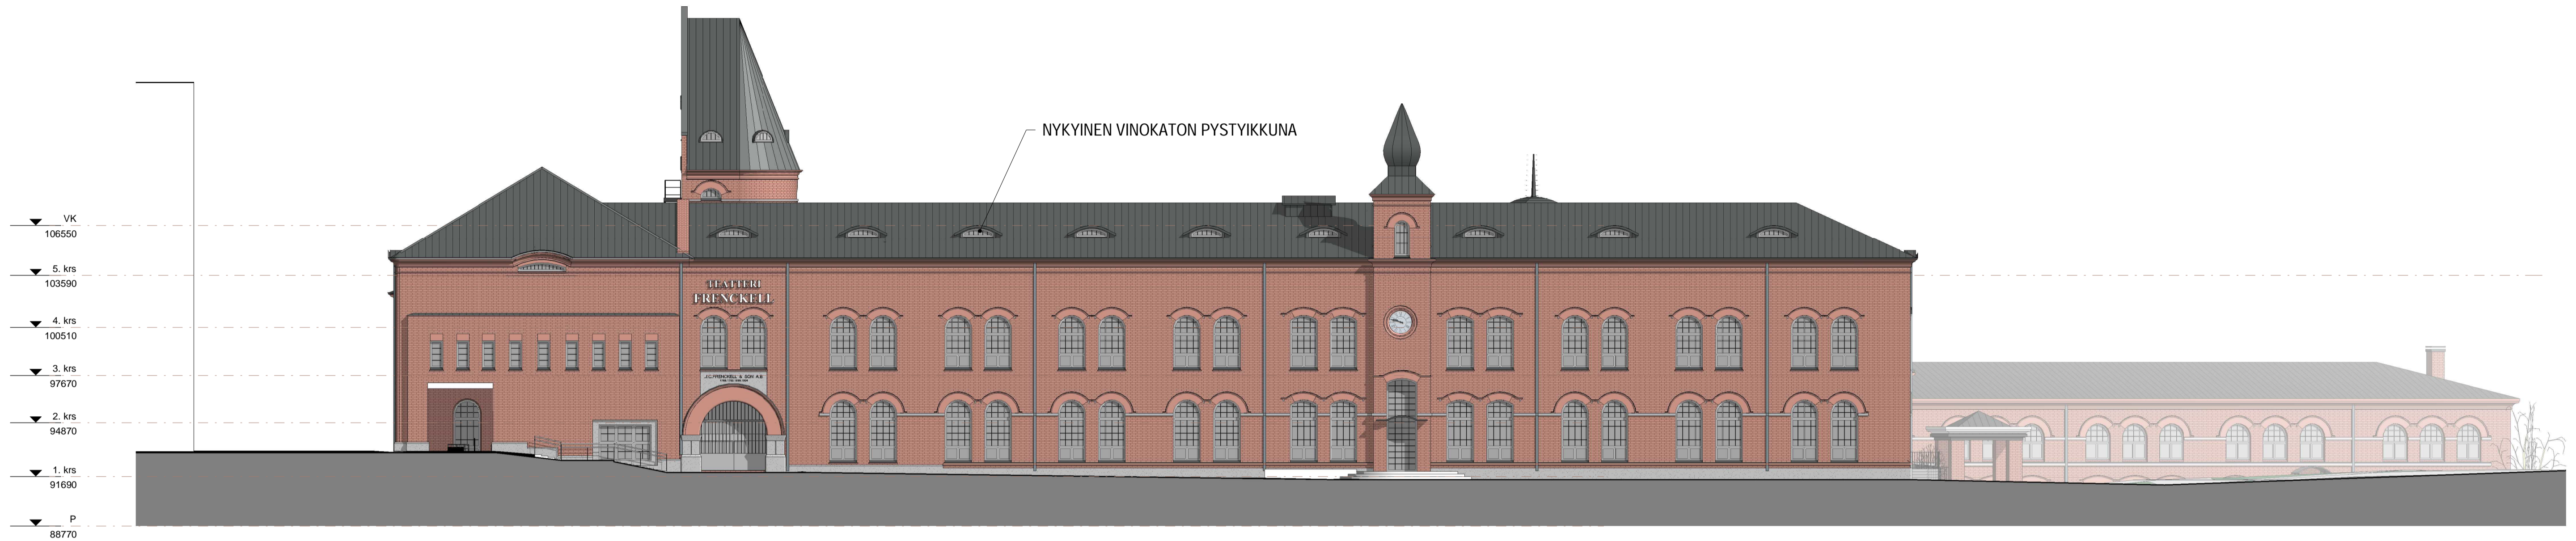 NYKYINEN VINOKATON PYSTYIKKUNA
VK
106550
5. krs
103590
TEATTERI
FRENCKELL
4. krs
100510
3. krs
97670
J.C.FRENCKELL & SON A.B
2. krs
94870
1. krs
91690
P
88770